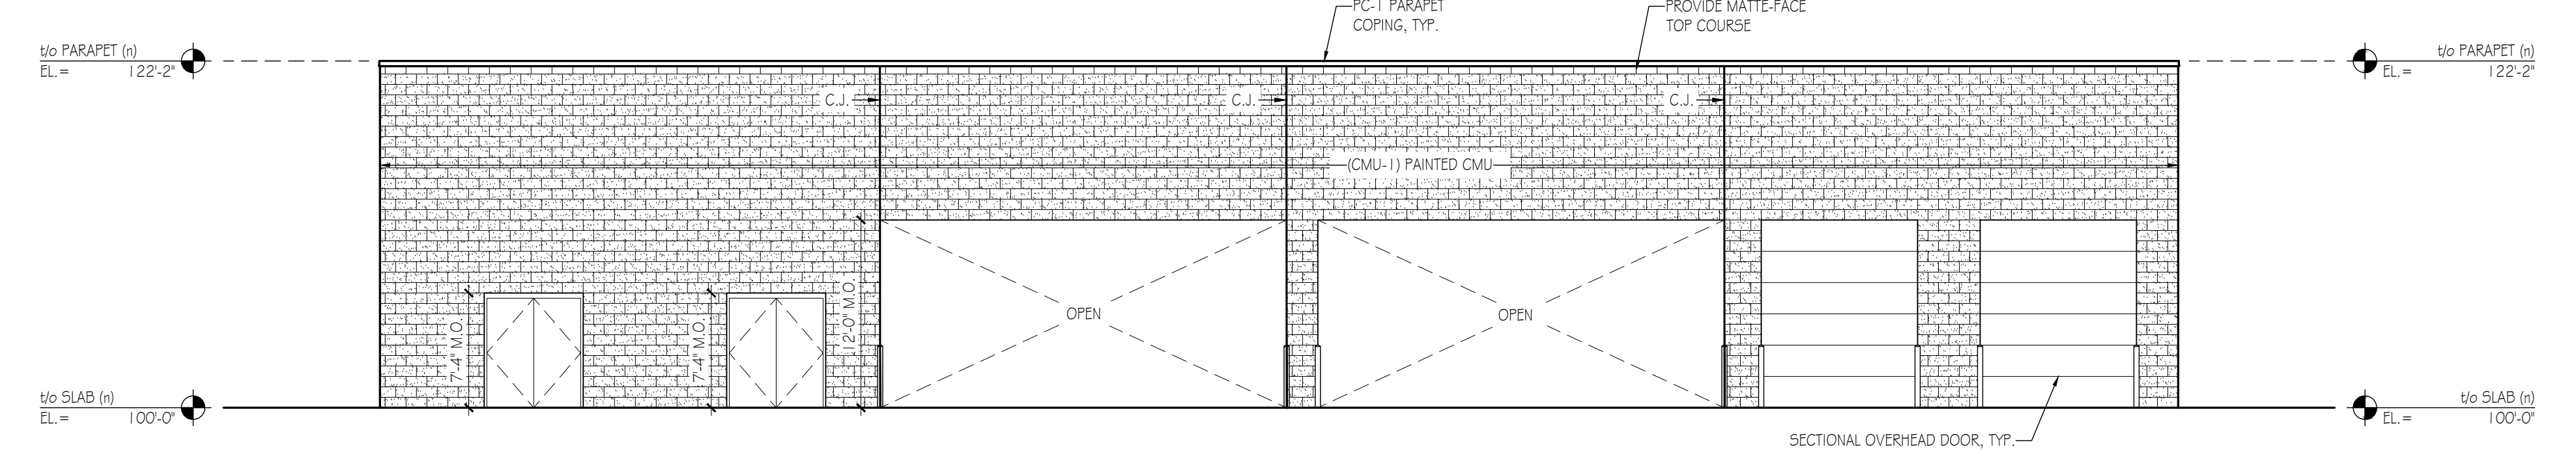 PC-1 PARAPET
COPING, TYP.
PROVIDE MATTE-FACE
TOP COURSE
t/o PARAPET (n)
EL.= 122'-2"
t/o PARAPET (n)
EL.= 122'-2"
C.J.
C.J.
C.J.
(CMU-1) PAINTED CMU
7'-4" M.O.
7'-4" M.O.
12'-0" M.O.
OPEN
OPEN
t/o SLAB (n)
EL.= 100'-0"
t/o SLAB (n)
EL.= 100'-0"
SECTIONAL OVERHEAD DOOR, TYP.